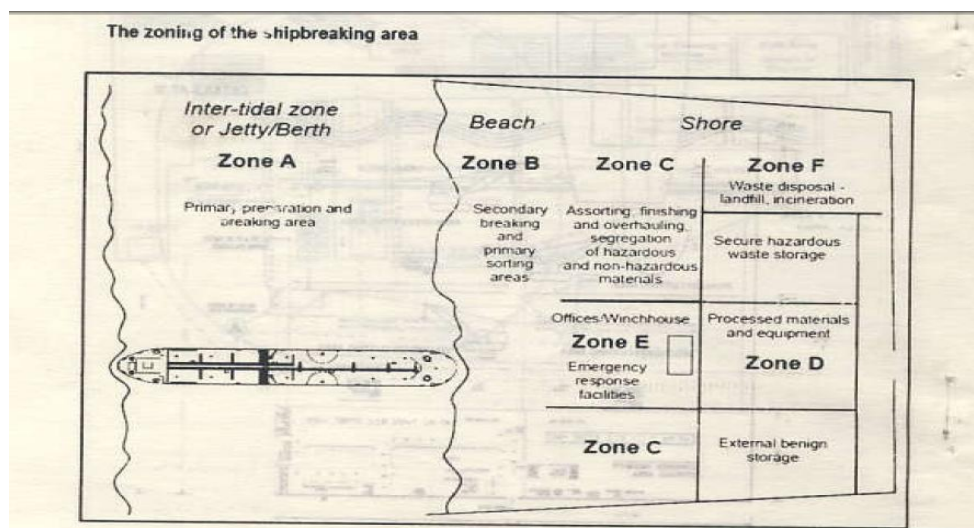 The zoning of the shipbreaking area
Inter-tidal zone
or Jetty/Berth
Zone A
Primary preparation and
breaking area
Beach
Zone B
Secondary
breaking
and
primary
sorting
areas
Shore
Zone C
Assorting, finishing
and overhauling,
segregation
of hazardous
and non-hazardous
materials
Zone F
Waste disposal -
landfill, incineration
Secure hazardous
waste storage
Offices/Winchhouse
Zone E
Emergency
response
facilities
Processed materials
and equipment
Zone D
Zone C
External benign
storage